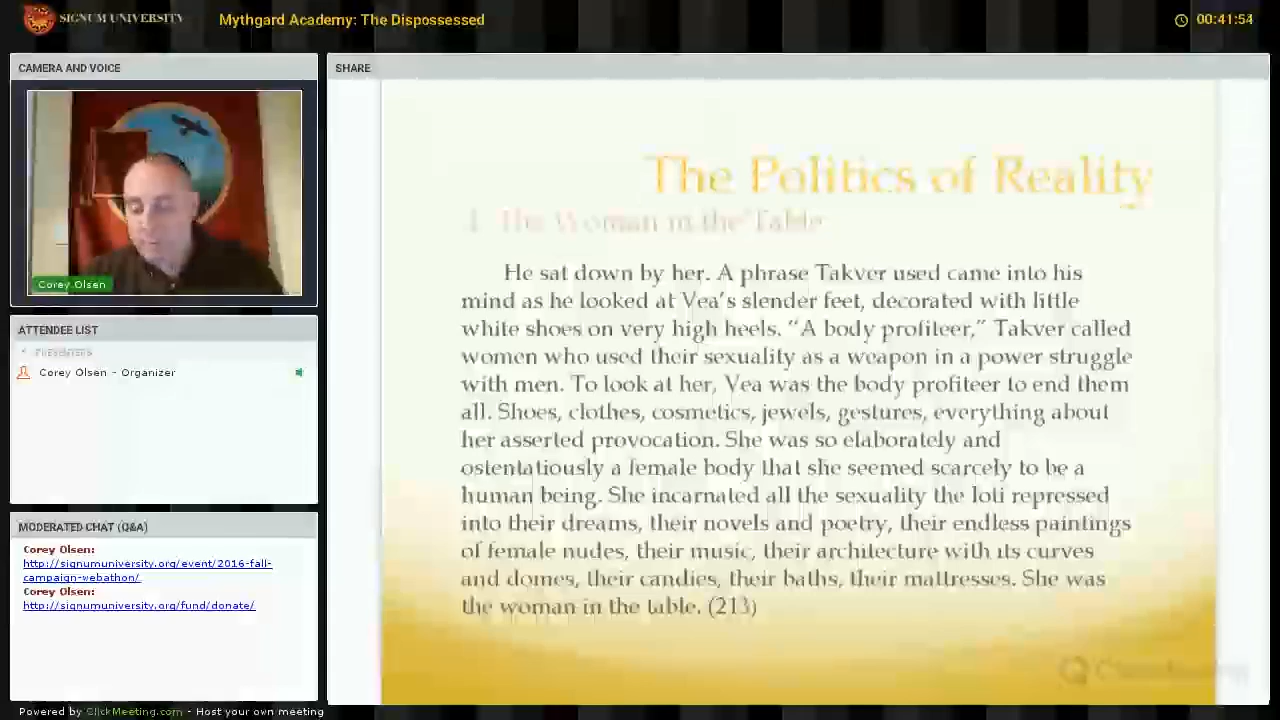 SIGNUM UNIVERSITY
Mythgard Academy: The Dispossessed
00:41:54
CAMERA AND VOICE
Corey Olsen
ATTENDEE LIST
PRESENTERS
Corey Olsen - Organizer
MODERATED CHAT (Q&A)
Corey Olsen:
http://signumuniversity.org/event/2016-fall-
campaign-webathon/
Corey Olsen:
http://signumuniversity.org/fund/donate/
Powered by ClickMeeting.com - Host your own meeting
SHARE
The Politics of Reality
1. The Woman in the Table
He sat down by her. A phrase Takver used came into his
mind as he looked at Vea's slender feet, decorated with little
white shoes on very high heels. "A body profiteer," Takver called
women who used their sexuality as a weapon in a power struggle
with men. To look at her, Vea was the body profiteer to end them
all. Shoes, clothes, cosmetics, jewels, gestures, everything about
her asserted provocation. She was so elaborately and
ostentatiously a female body that she seemed scarcely to be a
human being. She incarnated all the sexuality the Ioti repressed
into their dreams, their novels and poetry, their endless paintings
of female nudes, their music, their architecture with its curves
and domes, their candies, their baths, their mattresses. She was
the woman in the table. (213)
ClickMeeting